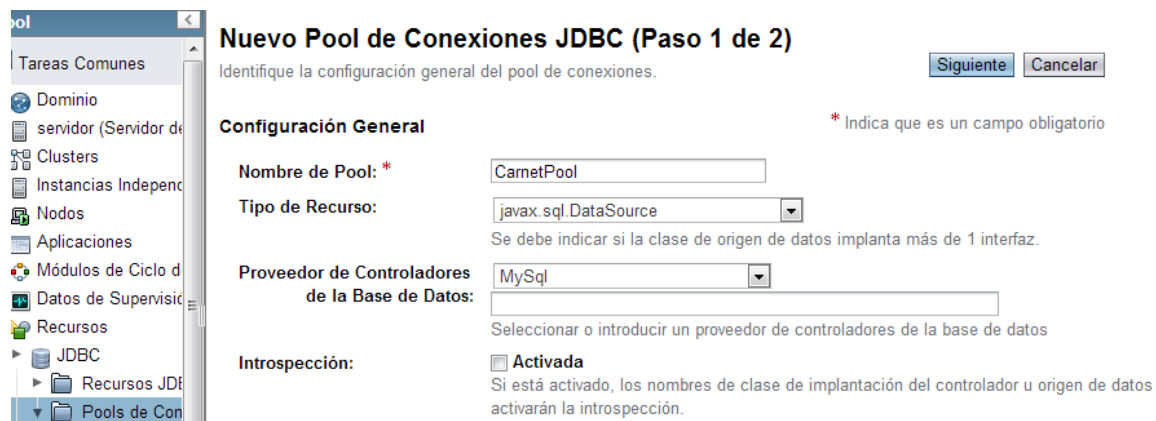 ool
Tareas Comunes
Dominio
servidor (Servidor de
Clusters
Instancias Independ
Nodos
Aplicaciones
Módulos de Ciclo d
Datos de Supervisió
Recursos
JDBC
Recursos JDB
Pools de Con
Nuevo Pool de Conexiones JDBC (Paso 1 de 2)
Identifique la configuración general del pool de conexiones.
Siguiente Cancelar
Configuración General
* Indica que es un campo obligatorio
Nombre de Pool: * CarnetPool
Tipo de Recurso: javax.sql.DataSource
Se debe indicar si la clase de origen de datos implanta más de 1 interfaz.
Proveedor de Controladores MySql
de la Base de Datos:
Seleccionar o introducir un proveedor de controladores de la base de datos
Introspección: Activada
Si está activado, los nombres de clase de implantación del controlador u origen de datos
activarán la introspección.